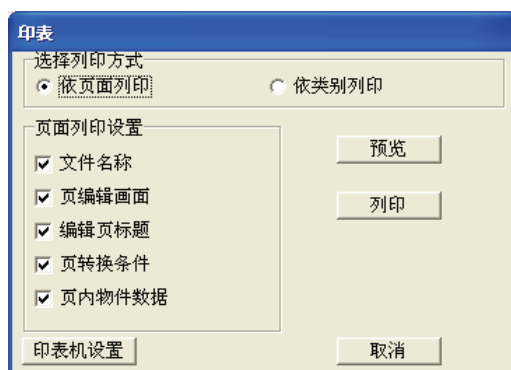 印表
选择列印方式
依页面列印
依类别列印
页面列印设置
文件名称
页编辑画面
编辑页标题
页转换条件
页内物件数据
预览
列印
印表机设置
取消